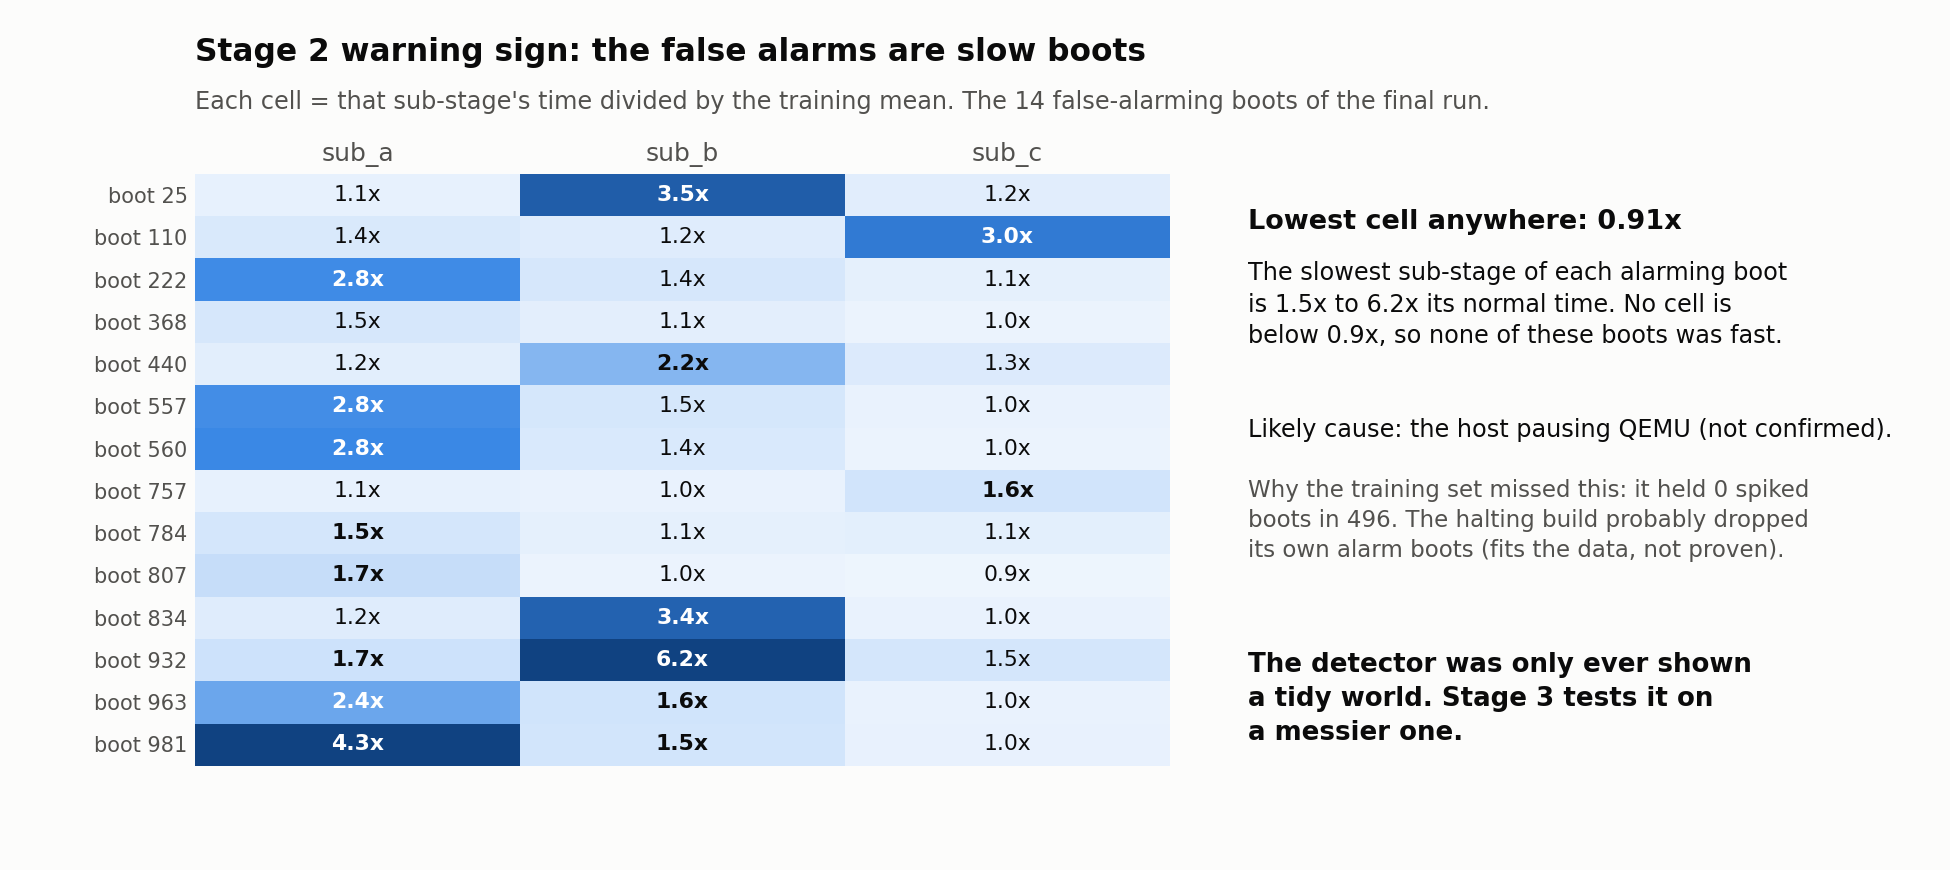 Stage 2 warning sign: the false alarms are slow boots
Each cell = that sub-stage's time divided by the training mean. The 14 false-alarming boots of the final run.
sub_a sub_b sub_c
boot 25 1.1x 3.5x 1.2x
boot 110 1.4x 1.2x 3.0x
boot 222 2.8x 1.4x 1.1x
boot 368 1.5x 1.1x 1.0x
boot 440 1.2x 2.2x 1.3x
boot 557 2.8x 1.5x 1.0x
boot 560 2.8x 1.4x 1.0x
boot 757 1.1x 1.0x 1.6x
boot 784 1.5x 1.1x 1.1x
boot 807 1.7x 1.0x 0.9x
boot 834 1.2x 3.4x 1.0x
boot 932 1.7x 6.2x 1.5x
boot 963 2.4x 1.6x 1.0x
boot 981 4.3x 1.5x 1.0x
Lowest cell anywhere: 0.91x
The slowest sub-stage of each alarming boot
is 1.5x to 6.2x its normal time. No cell is
below 0.9x, so none of these boots was fast.
Likely cause: the host pausing QEMU (not confirmed).
Why the training set missed this: it held 0 spiked
boots in 496. The halting build probably dropped
its own alarm boots (fits the data, not proven).
The detector was only ever shown
a tidy world. Stage 3 tests it on
a messier one.